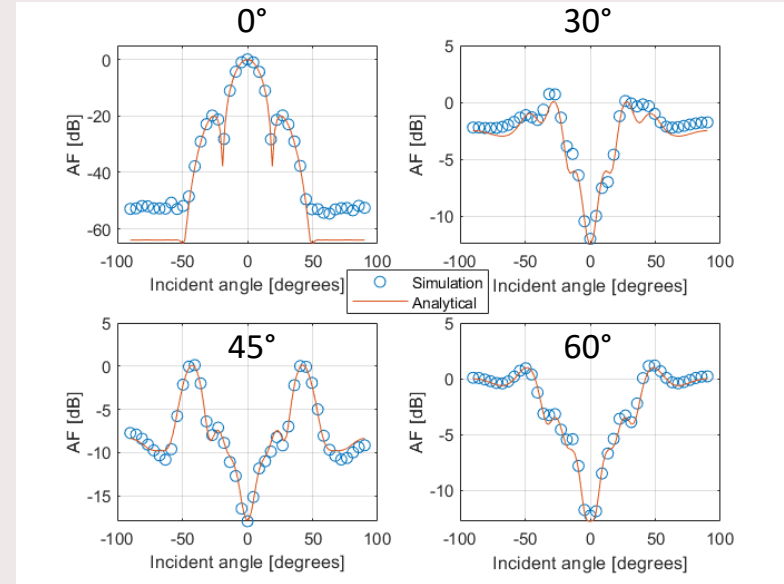 0° 30°
0
-20
-40
-60
AF [dB]
-100 -50 0 50 100
Incident angle [degrees]
5
0
-5
-10
AF [dB]
-100 -50 0 50 100
Incident angle [degrees]
Simulation
Analytical
45° 60°
5
0
-5
-10
-15
AF [dB]
-100 -50 0 50 100
Incident angle [degrees]
5
0
-5
-10
AF [dB]
-100 -50 0 50 100
Incident angle [degrees]